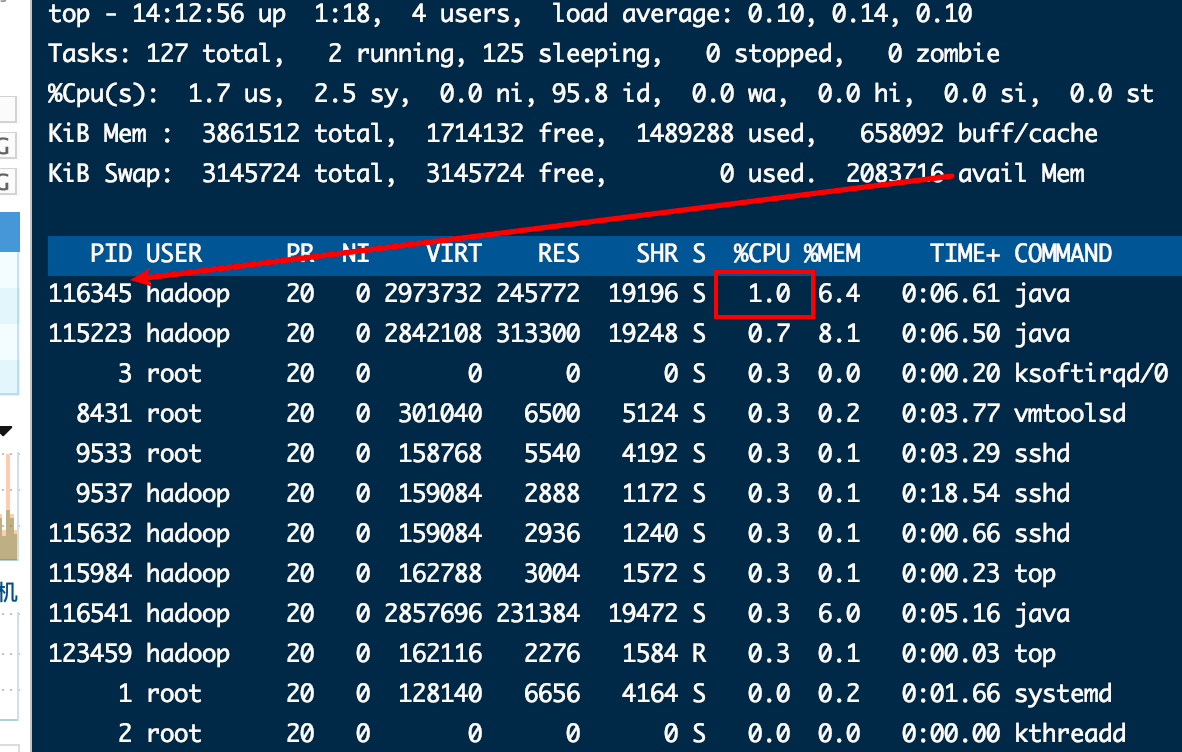 top - 14:12:56 up  1:18,  4 users,  load average: 0.10, 0.14, 0.10
Tasks: 127 total,   2 running, 125 sleeping,   0 stopped,   0 zombie
%Cpu(s):  1.7 us,  2.5 sy,  0.0 ni, 95.8 id,  0.0 wa,  0.0 hi,  0.0 si,  0.0 st
KiB Mem :  3861512 total,  1714132 free,  1489288 used,   658092 buff/cache
KiB Swap:  3145724 total,  3145724 free,        0 used.  2083716 avail Mem
G
G
PID USER      PR  NI    VIRT    RES    SHR S  %CPU %MEM     TIME+ COMMAND
116345 hadoop    20   0 2973732 245772  19196 S   1.0  6.4   0:06.61 java
115223 hadoop    20   0 2842108 313300  19248 S   0.7  8.1   0:06.50 java
3 root      20   0       0      0      0 S   0.3  0.0   0:00.20 ksoftirqd/0
8431 root      20   0  301040   6500   5124 S   0.3  0.2   0:03.77 vmtoolsd
9533 root      20   0  158768   5540   4192 S   0.3  0.1   0:03.29 sshd
9537 hadoop    20   0  159084   2888   1172 S   0.3  0.1   0:18.54 sshd
115632 hadoop    20   0  159084   2936   1240 S   0.3  0.1   0:00.66 sshd
115984 hadoop    20   0  162788   3004   1572 S   0.3  0.1   0:00.23 top
机
116541 hadoop    20   0 2857696 231384  19472 S   0.3  6.0   0:05.16 java
123459 hadoop    20   0  162116   2276   1584 R   0.3  0.1   0:00.03 top
1 root      20   0  128140   6656   4164 S   0.0  0.2   0:01.66 systemd
2 root      20   0       0      0      0 S   0.0  0.0   0:00.00 kthreadd